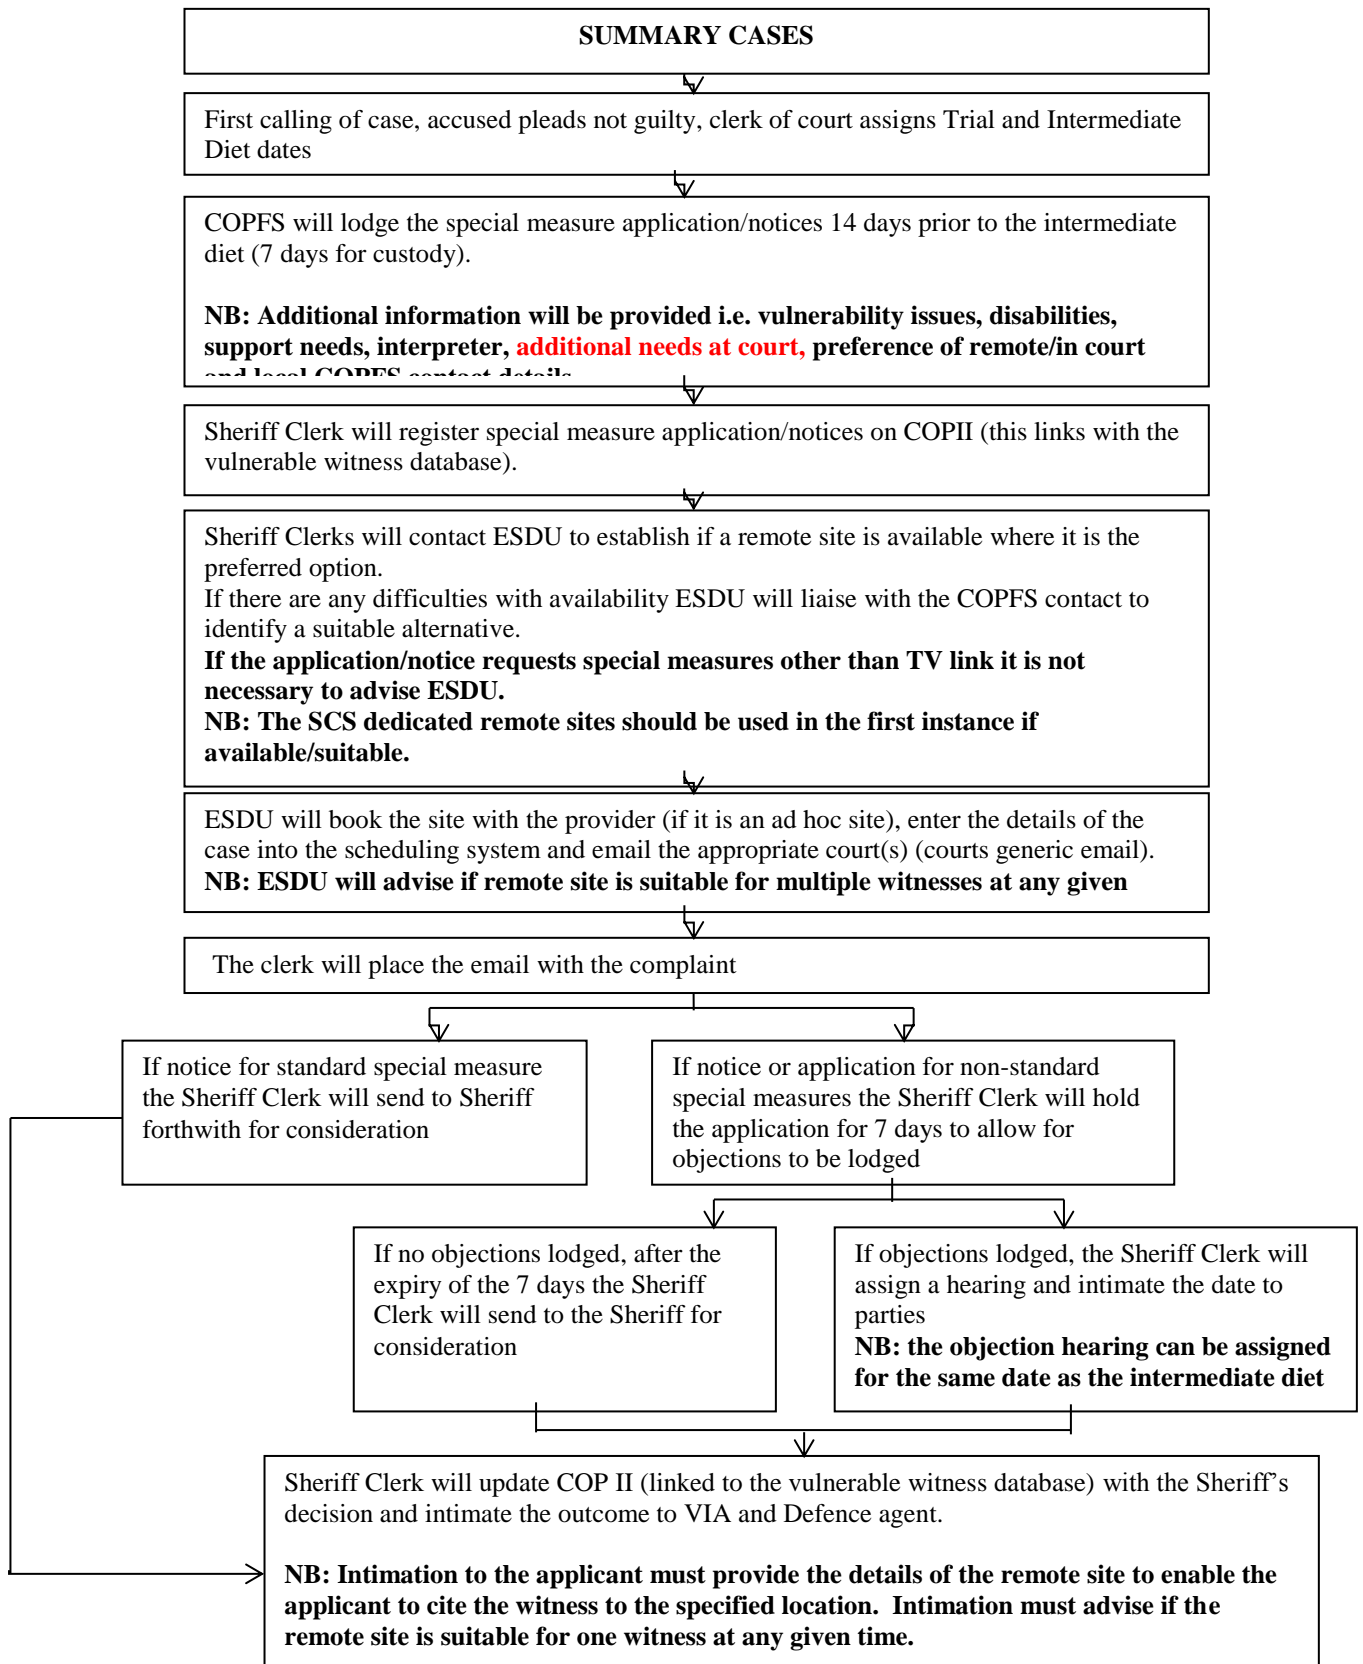 SUMMARY CASES
First calling of case, accused pleads not guilty, clerk of court assigns Trial and Intermediate
Diet dates
COPFS will lodge the special measure application/notices 14 days prior to the intermediate
diet (7 days for custody).
NB: Additional information will be provided i.e. vulnerability issues, disabilities,
support needs, interpreter, additional needs at court, preference of remote/in court
and local COPFS contact details
Sheriff Clerk will register special measure application/notices on COPII (this links with the
vulnerable witness database).
Sheriff Clerks will contact ESDU to establish if a remote site is available where it is the
preferred option.
If there are any difficulties with availability ESDU will liaise with the COPFS contact to
identify a suitable alternative.
If the application/notice requests special measures other than TV link it is not
necessary to advise ESDU.
NB: The SCS dedicated remote sites should be used in the first instance if
available/suitable.
ESDU will book the site with the provider (if it is an ad hoc site), enter the details of the
case into the scheduling system and email the appropriate court(s) (courts generic email).
NB: ESDU will advise if remote site is suitable for multiple witnesses at any given
The clerk will place the email with the complaint
If notice for standard special measure
the Sheriff Clerk will send to Sheriff
forthwith for consideration
If notice or application for non-standard
special measures the Sheriff Clerk will hold
the application for 7 days to allow for
objections to be lodged
If no objections lodged, after the
expiry of the 7 days the Sheriff
Clerk will send to the Sheriff for
consideration
If objections lodged, the Sheriff Clerk will
assign a hearing and intimate the date to
parties
NB: the objection hearing can be assigned
for the same date as the intermediate diet
Sheriff Clerk will update COP II (linked to the vulnerable witness database) with the Sheriff's
decision and intimate the outcome to VIA and Defence agent.
NB: Intimation to the applicant must provide the details of the remote site to enable the
applicant to cite the witness to the specified location.  Intimation must advise if the
remote site is suitable for one witness at any given time.